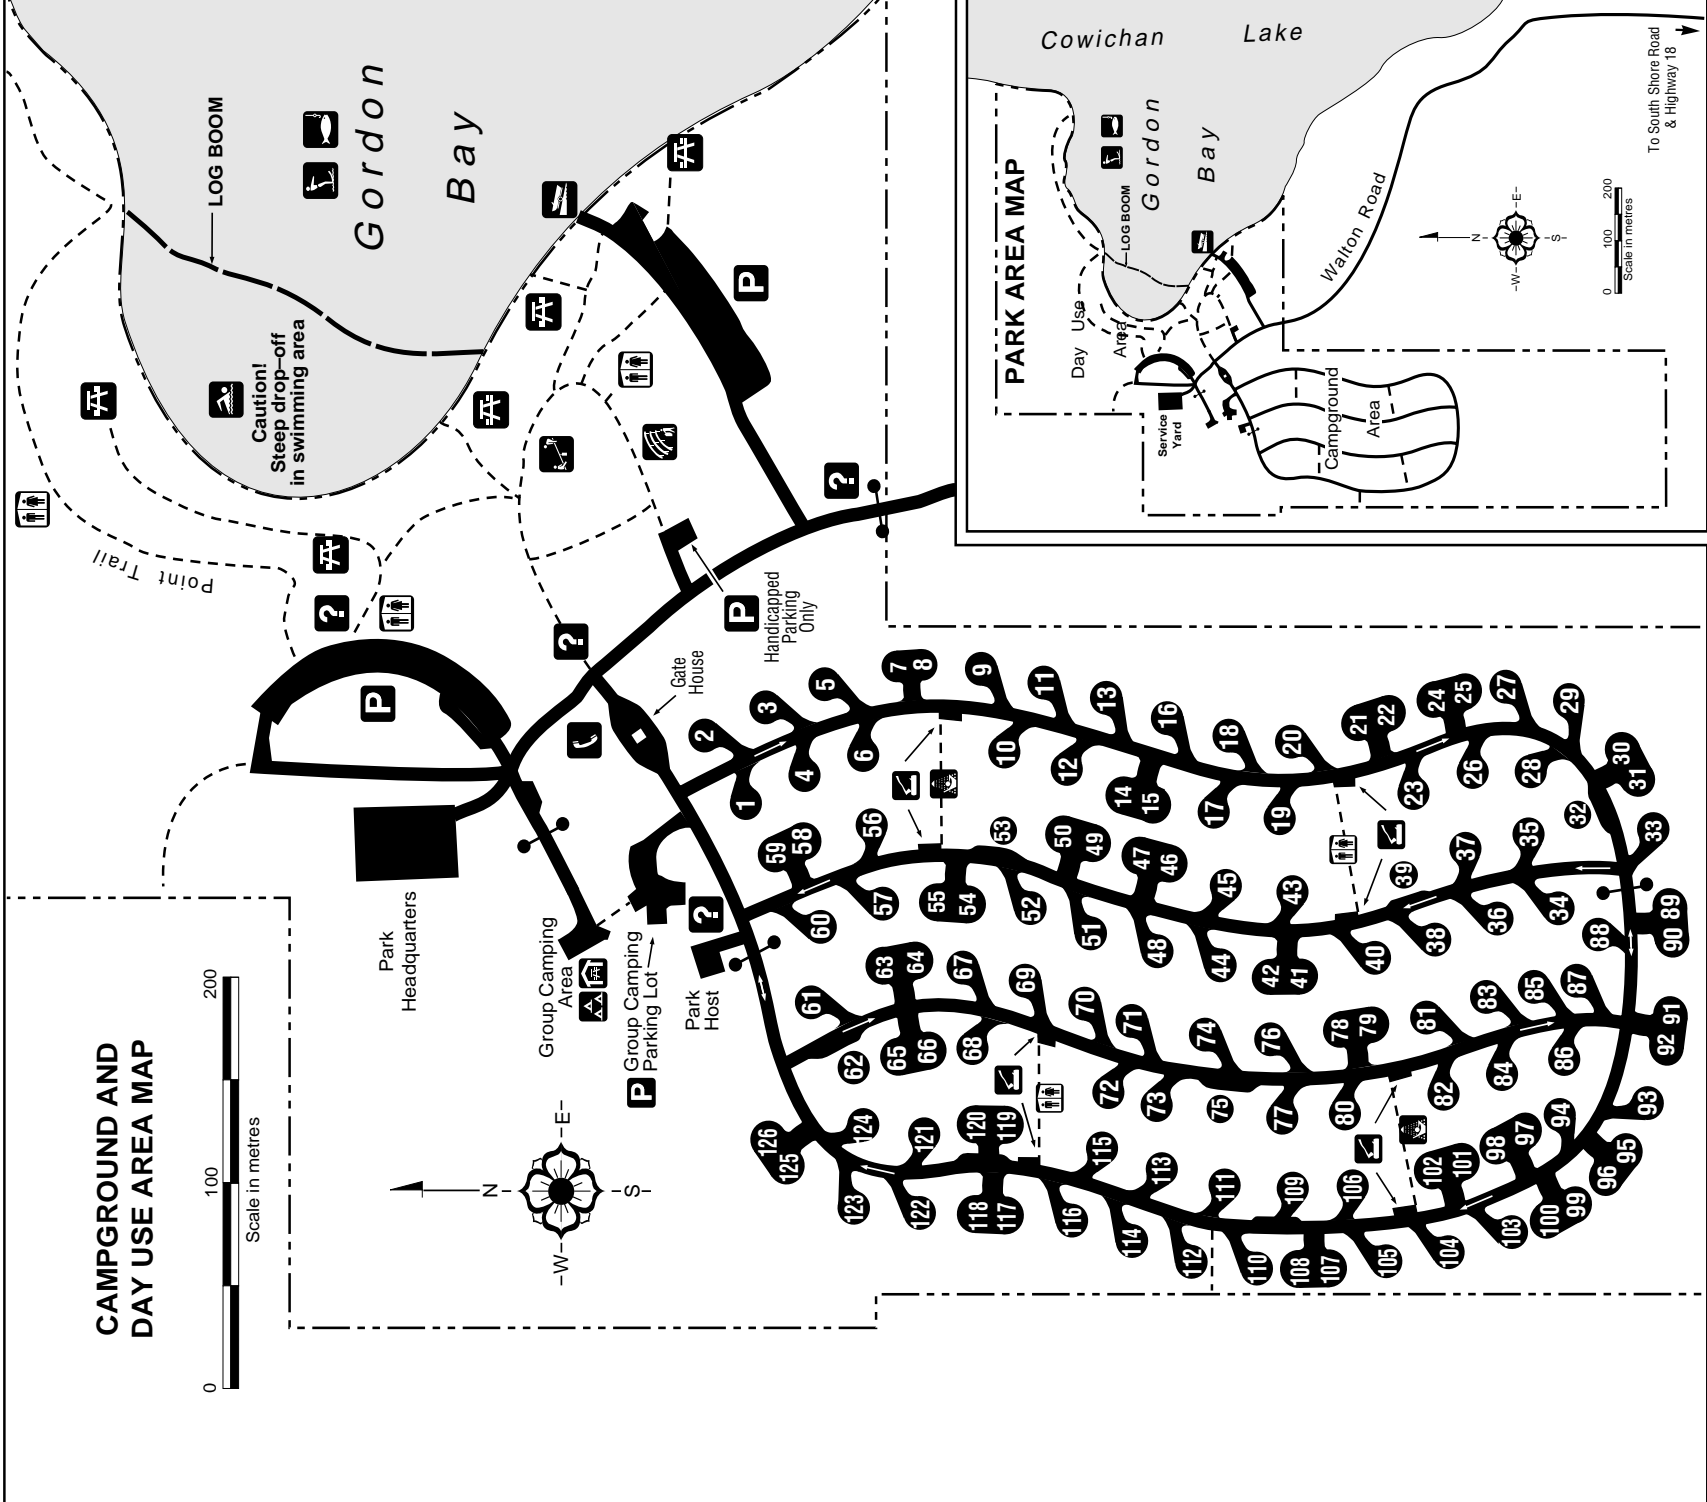 CAMPGROUND AND
DAY USE AREA MAP
0 100 200
Scale in metres
N
W E
S
Park
Headquarters
Group Camping
Area
P Group Camping
Parking Lot
Park
Host
?
Gate
House
P
Handicapped
Parking
Only
P
?
?
?
P
Point Trail
Caution!
Steep drop–off
in swimming area
LOG BOOM
Gordon
Bay
1
2
3
4
5
6
7
8
9
10
11
12
13
14
15
16
17
18
19
20
21
22
23
24
25
26
27
28
29
30
31
32
33
34
35
36
37
38
39
40
41
42
43
44
45
46
47
48
49
50
51
52
53
54
55
56
57
58
59
60
61
62
63
64
65
66
67
68
69
70
71
72
73
74
75
76
77
78
79
80
81
82
83
84
85
86
87
88
89
90
91
92
93
94
95
96
97
98
99
100
101
102
103
104
105
106
107
108
109
110
111
112
113
114
115
116
117
118
119
120
121
122
123
124
125
126
PARK AREA MAP
Cowichan Lake
Gordon
Bay
LOG BOOM
Day Use
Area
Service
Yard
Campground
Area
Walton Road
N
W E
S
0 100 200
Scale in metres
To South Shore Road
& Highway 18